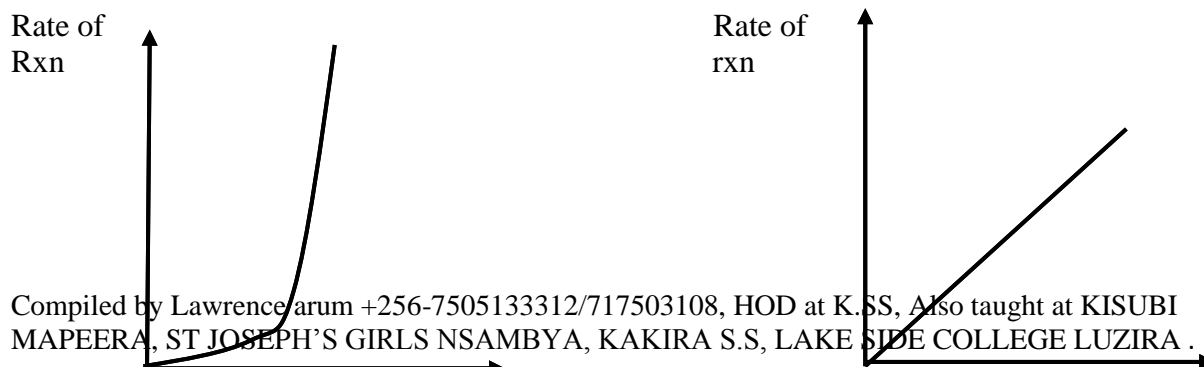 Rate of
Rxn
Rate of
rxn
Compiled by Lawrence arum +256-7505133312/717503108, HOD at K.SS, Also taught at KISUBI
MAPEERA, ST JOSEPH'S GIRLS NSAMBYA, KAKIRA S.S, LAKE SIDE COLLEGE LUZIRA .